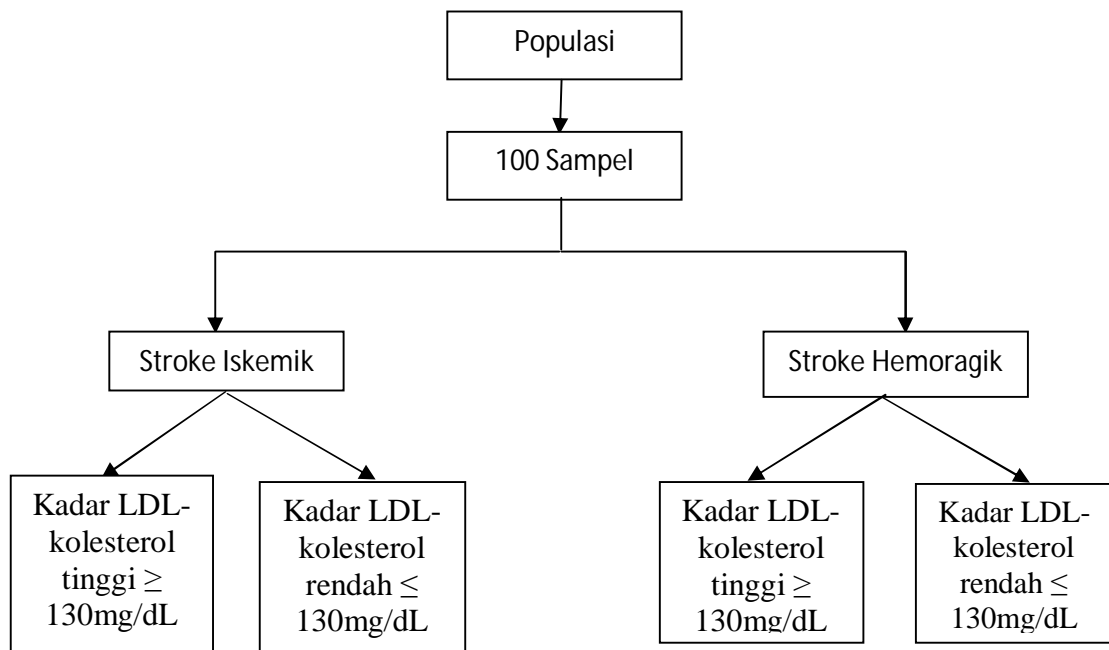 Populasi
100 Sampel
Stroke Iskemik
Stroke Hemoragik
Kadar LDL-
kolesterol
tinggi ≥
130mg/dL
Kadar LDL-
kolesterol
rendah ≤
130mg/dL
Kadar LDL-
kolesterol
tinggi ≥
130mg/dL
Kadar LDL-
kolesterol
rendah ≤
130mg/dL